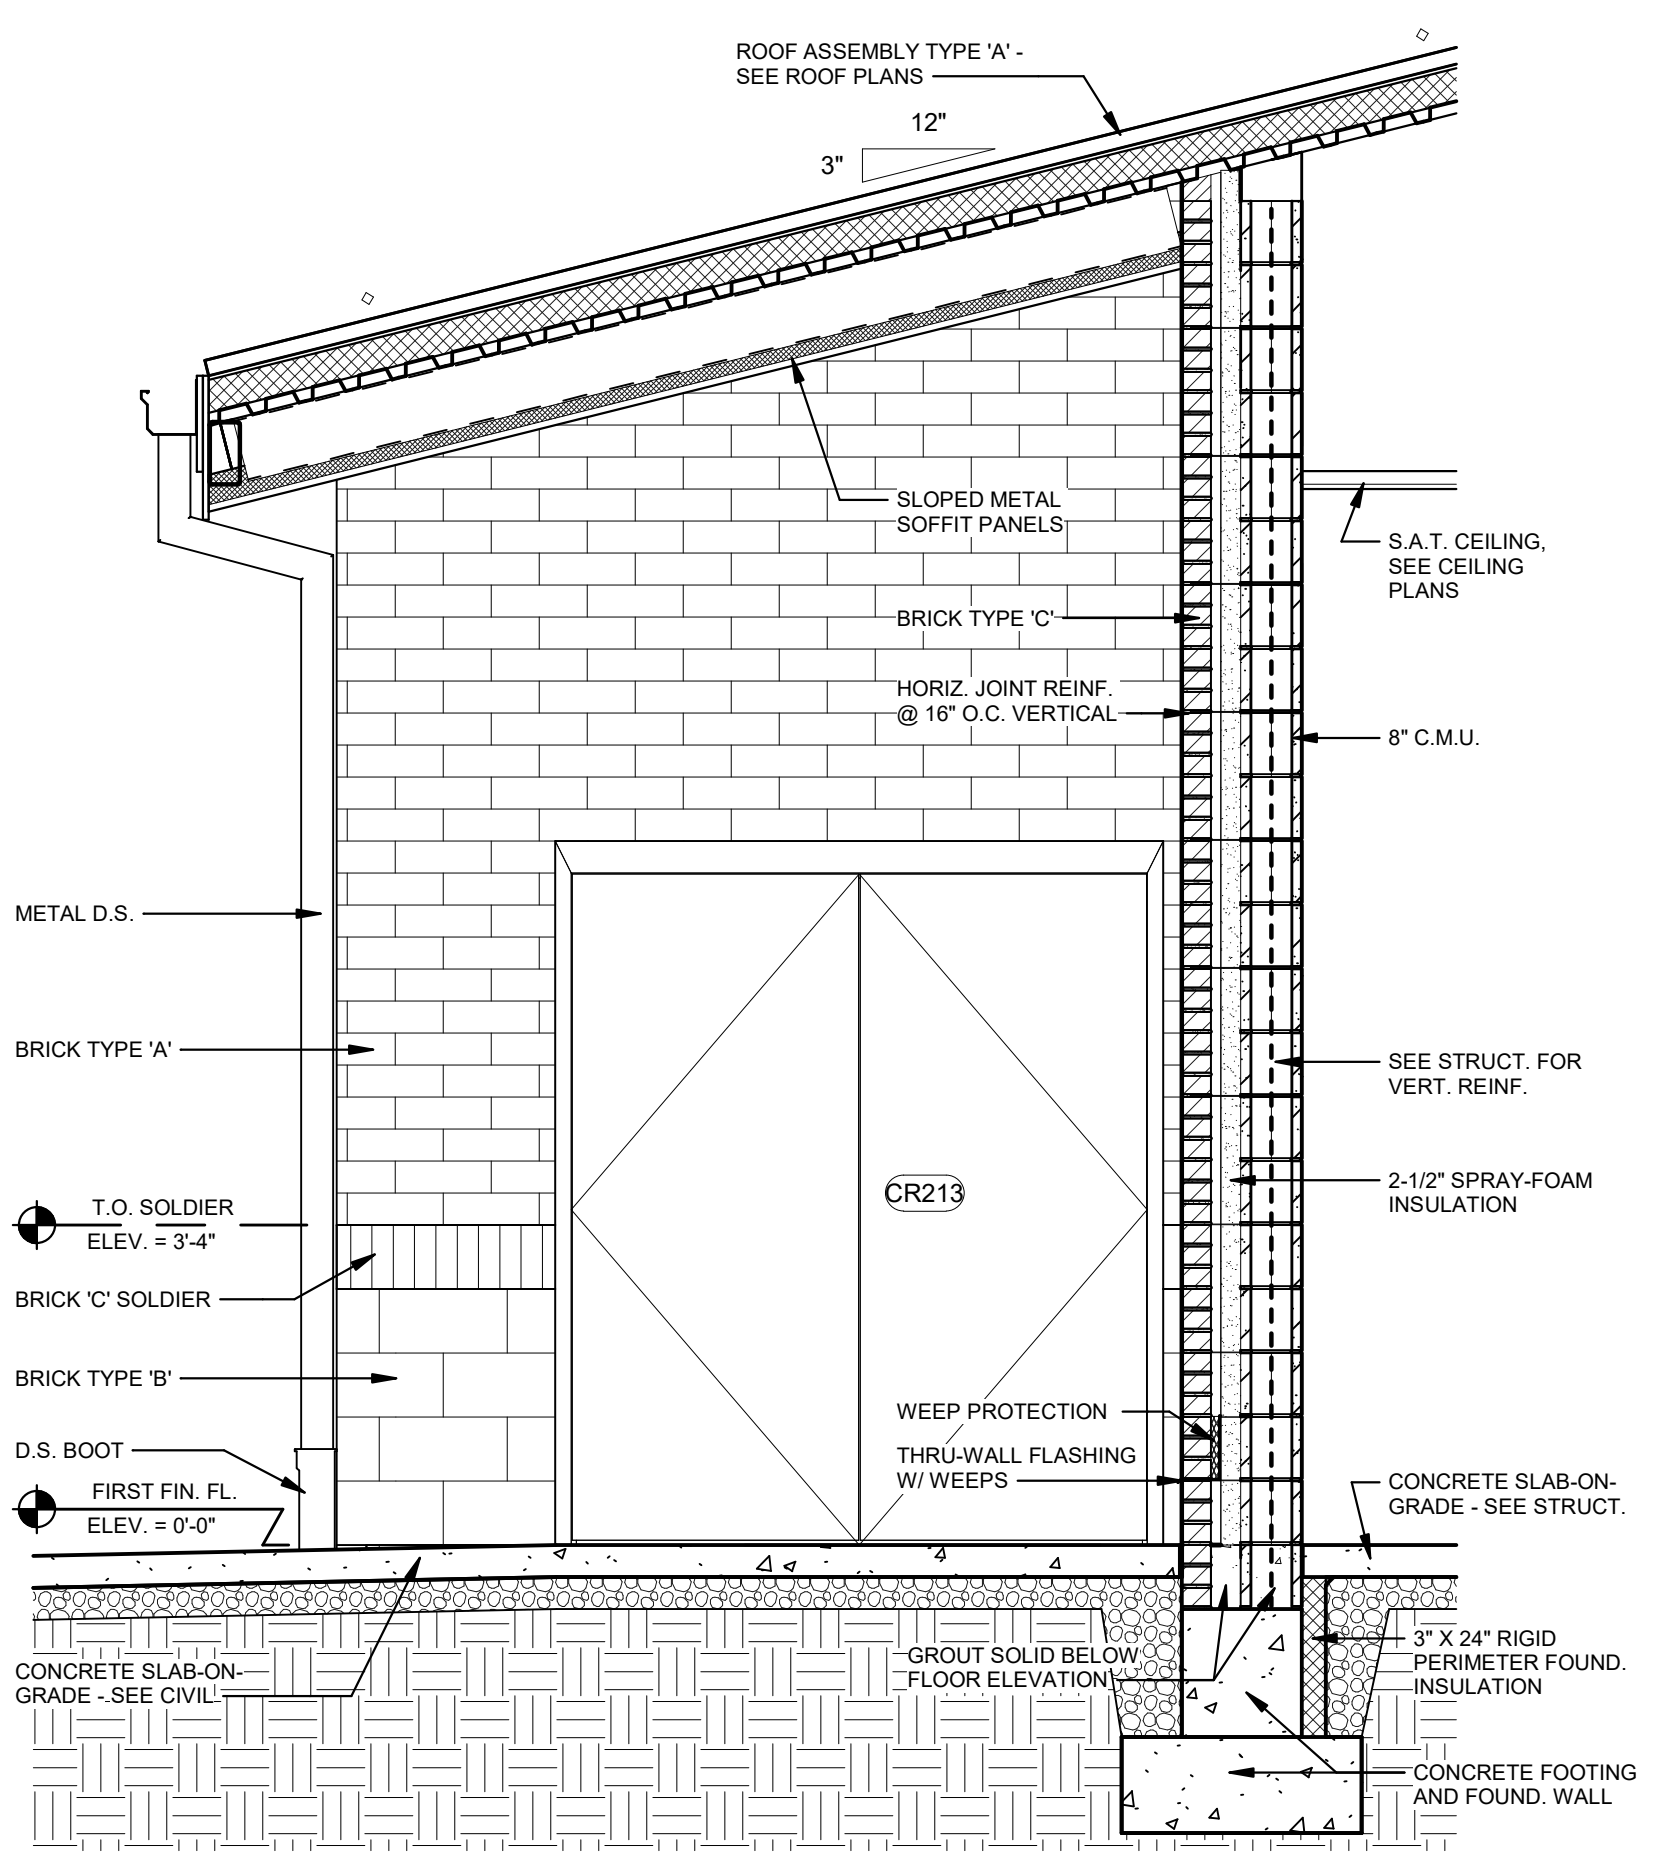 ROOF ASSEMBLY TYPE 'A' -
SEE ROOF PLANS
12"
3"
SLOPED METAL
SOFFIT PANELS
S.A.T. CEILING,
SEE CEILING
PLANS
BRICK TYPE 'C'
HORIZ. JOINT REINF.
@ 16" O.C. VERTICAL
8" C.M.U.
METAL D.S.
BRICK TYPE 'A'
SEE STRUCT. FOR
VERT. REINF.
2-1/2" SPRAY-FOAM
INSULATION
CR213
T.O. SOLDIER
ELEV. = 3'-4"
BRICK 'C' SOLDIER
BRICK TYPE 'B'
WEEP PROTECTION
D.S. BOOT
THRU-WALL FLASHING
W/ WEEPS
FIRST FIN. FL.
ELEV. = 0'-0"
CONCRETE SLAB-ON-
GRADE - SEE STRUCT.
CONCRETE SLAB-ON-
GRADE - SEE CIVIL
GROUT SOLID BELOW
FLOOR ELEVATION
3" X 24" RIGID
PERIMETER FOUND.
INSULATION
CONCRETE FOOTING
AND FOUND. WALL